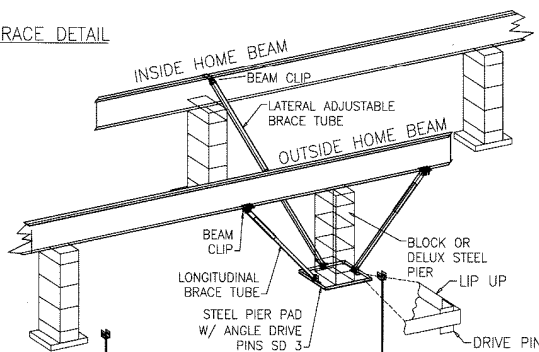 RACE DETAIL
INSIDE HOME BEAM
BEAM CLIP
LATERAL ADJUSTABLE
BRACE TUBE
OUTSIDE HOME BEAM
BEAM
CLIP
BLOCK OR
DELUX STEEL
PIER
LONGITUDINAL
BRACE TUBE
LIP UP
STEEL PIER PAD
W/ ANGLE DRIVE
PINS SD 3
DRIVE PIN